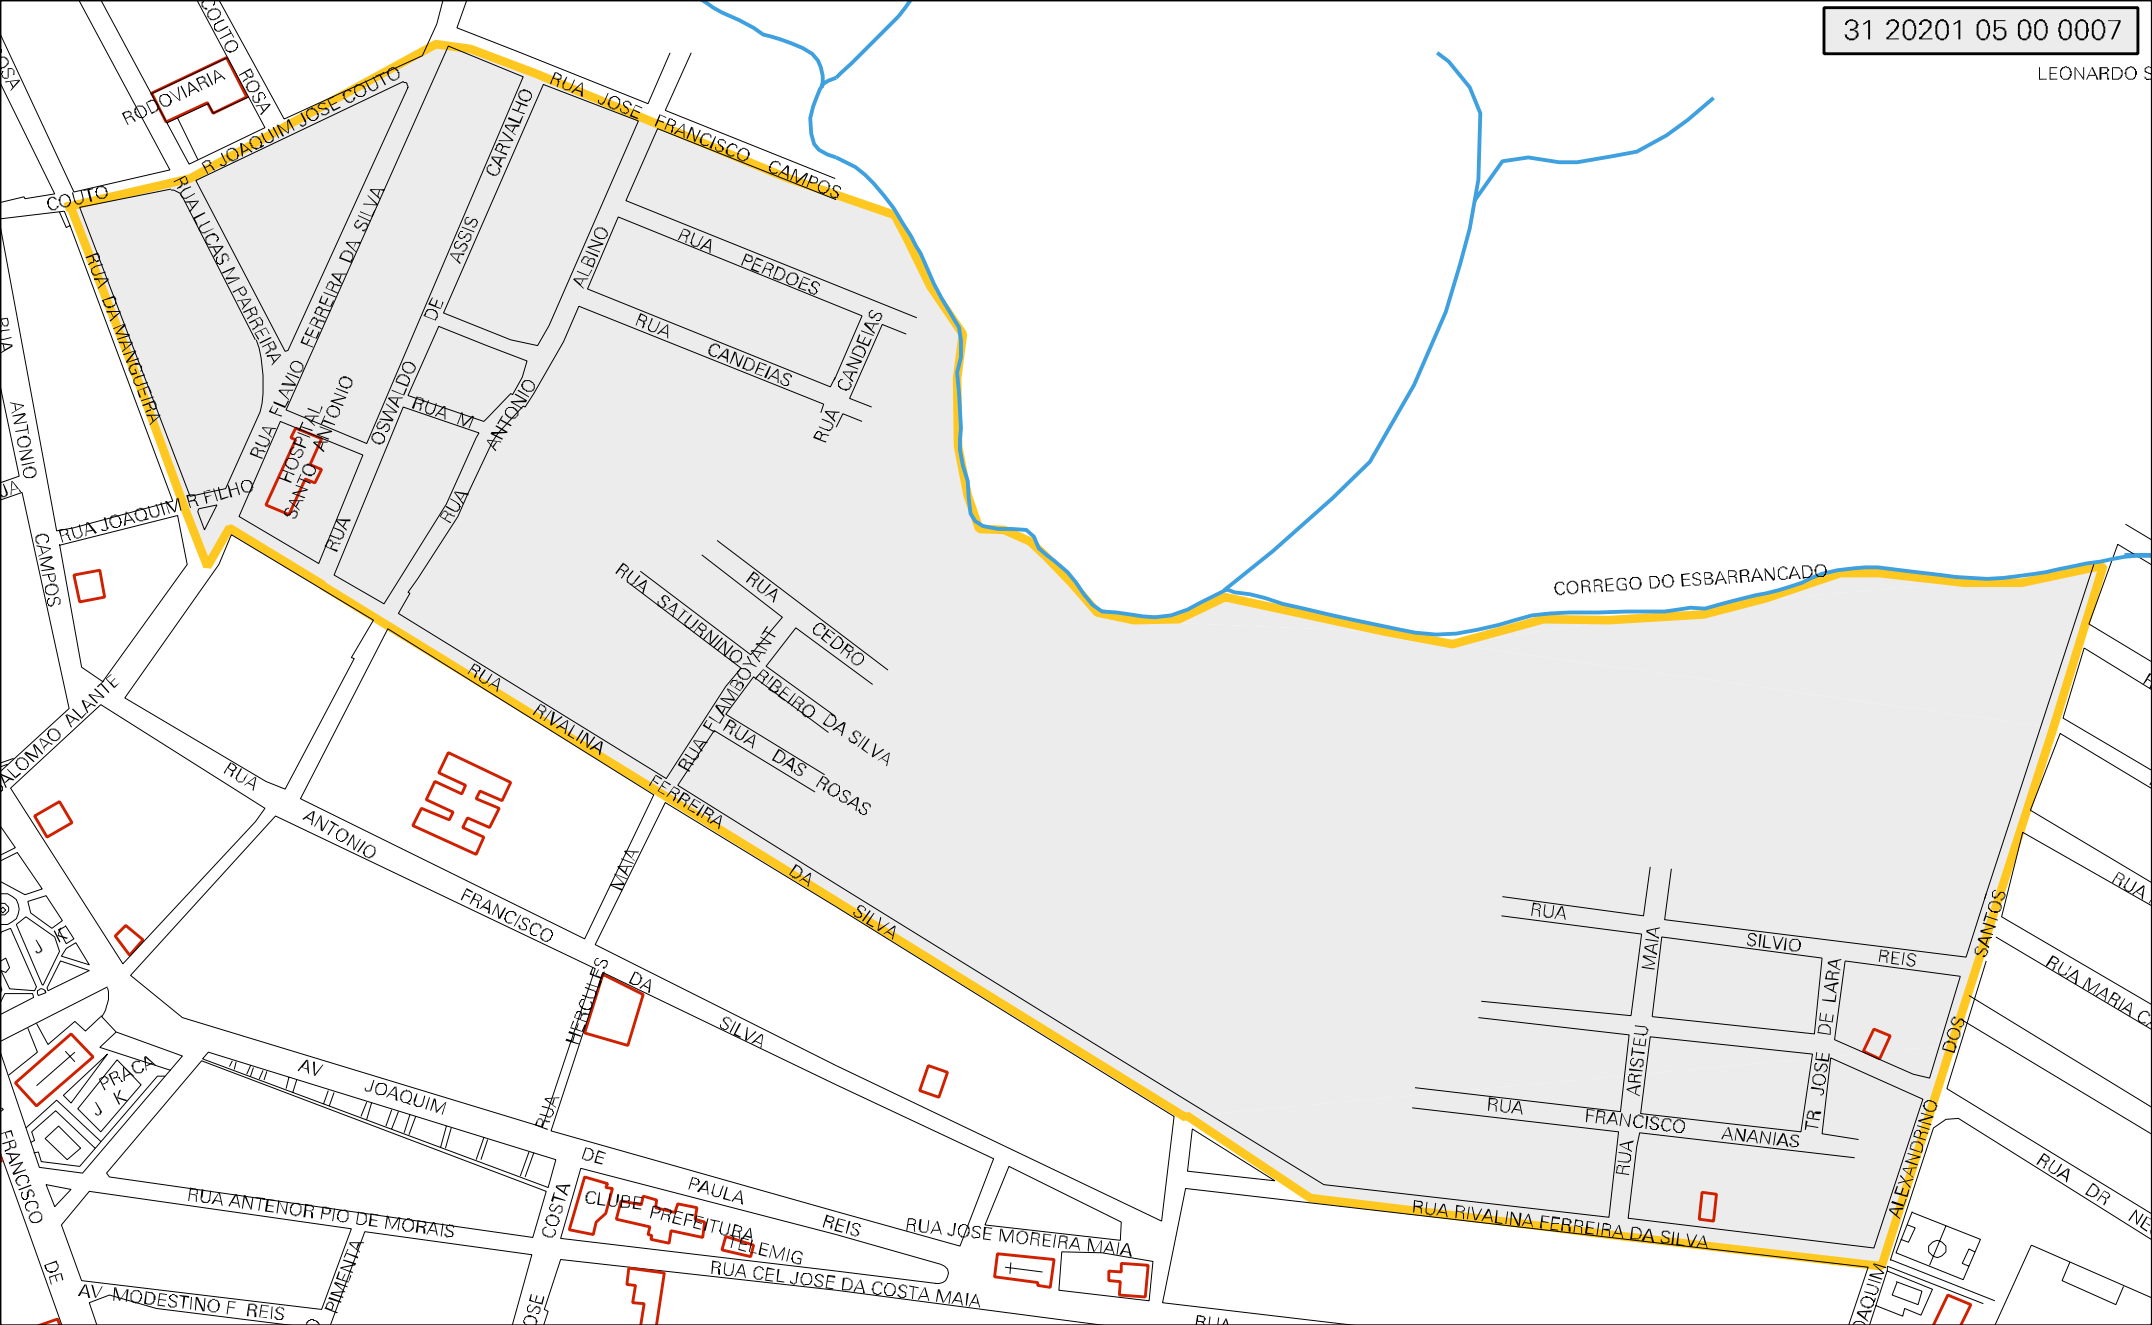 31 20201 05 00 0007
LEONARDO S
COUTO
ROSA
OSA
RODOVIARIA
R JOAQUIM JOSE COUTO
COUTO
RUA JOSE FRANCISCO CAMPOS
RUA LUCAS M PARREIRA
RUA FLAVIO FERREIRA DA SILVA
RUA OSWALDO DE ASSIS CARVALHO
RUA ANTONIO ALBINO
RUA PERDOES
RUA CANDEIAS
RUA CANDEIAS
RUA DA MANGUEIRA
RUA
ANTONIO
CAMPOS
RUA M
HOSPITAL
SANTO ANTONIO
RUA JOAQUIM R FILHO
UA
RUA CEDRO
RUA SATURNINO RIBEIRO DA SILVA
RUA FLAMBOYANT
RUA DAS ROSAS
CORREGO DO ESBARRANCADO
RUA RIVALINA FERREIRA DA SILVA
SALOMAO ALANTE
RUA ANTONIO FRANCISCO DA SILVA
RUA HERCULES MAIA
RUA SILVIO REIS
RUA ARISTEU MAIA
TR JOSE DE LARA
RUA FRANCISCO ANANIAS
RUA RIVALINA FERREIRA DA SILVA
JOAQUIM ALEXANDRINO DOS SANTOS
RUA
RUA MARIA CA
RUA DR NE
J K
PRACA
J K
AV JOAQUIM DE PAULA REIS
RUA ANTENOR PIO DE MORAIS
CLUBE PREFEITURA
TELEMIG
RUA JOSE MOREIRA MAIA
RUA CEL JOSE DA COSTA MAIA
AV MODESTINO F REIS
PIMENTA
JOSE COSTA
FRANCISCO DE
RUA